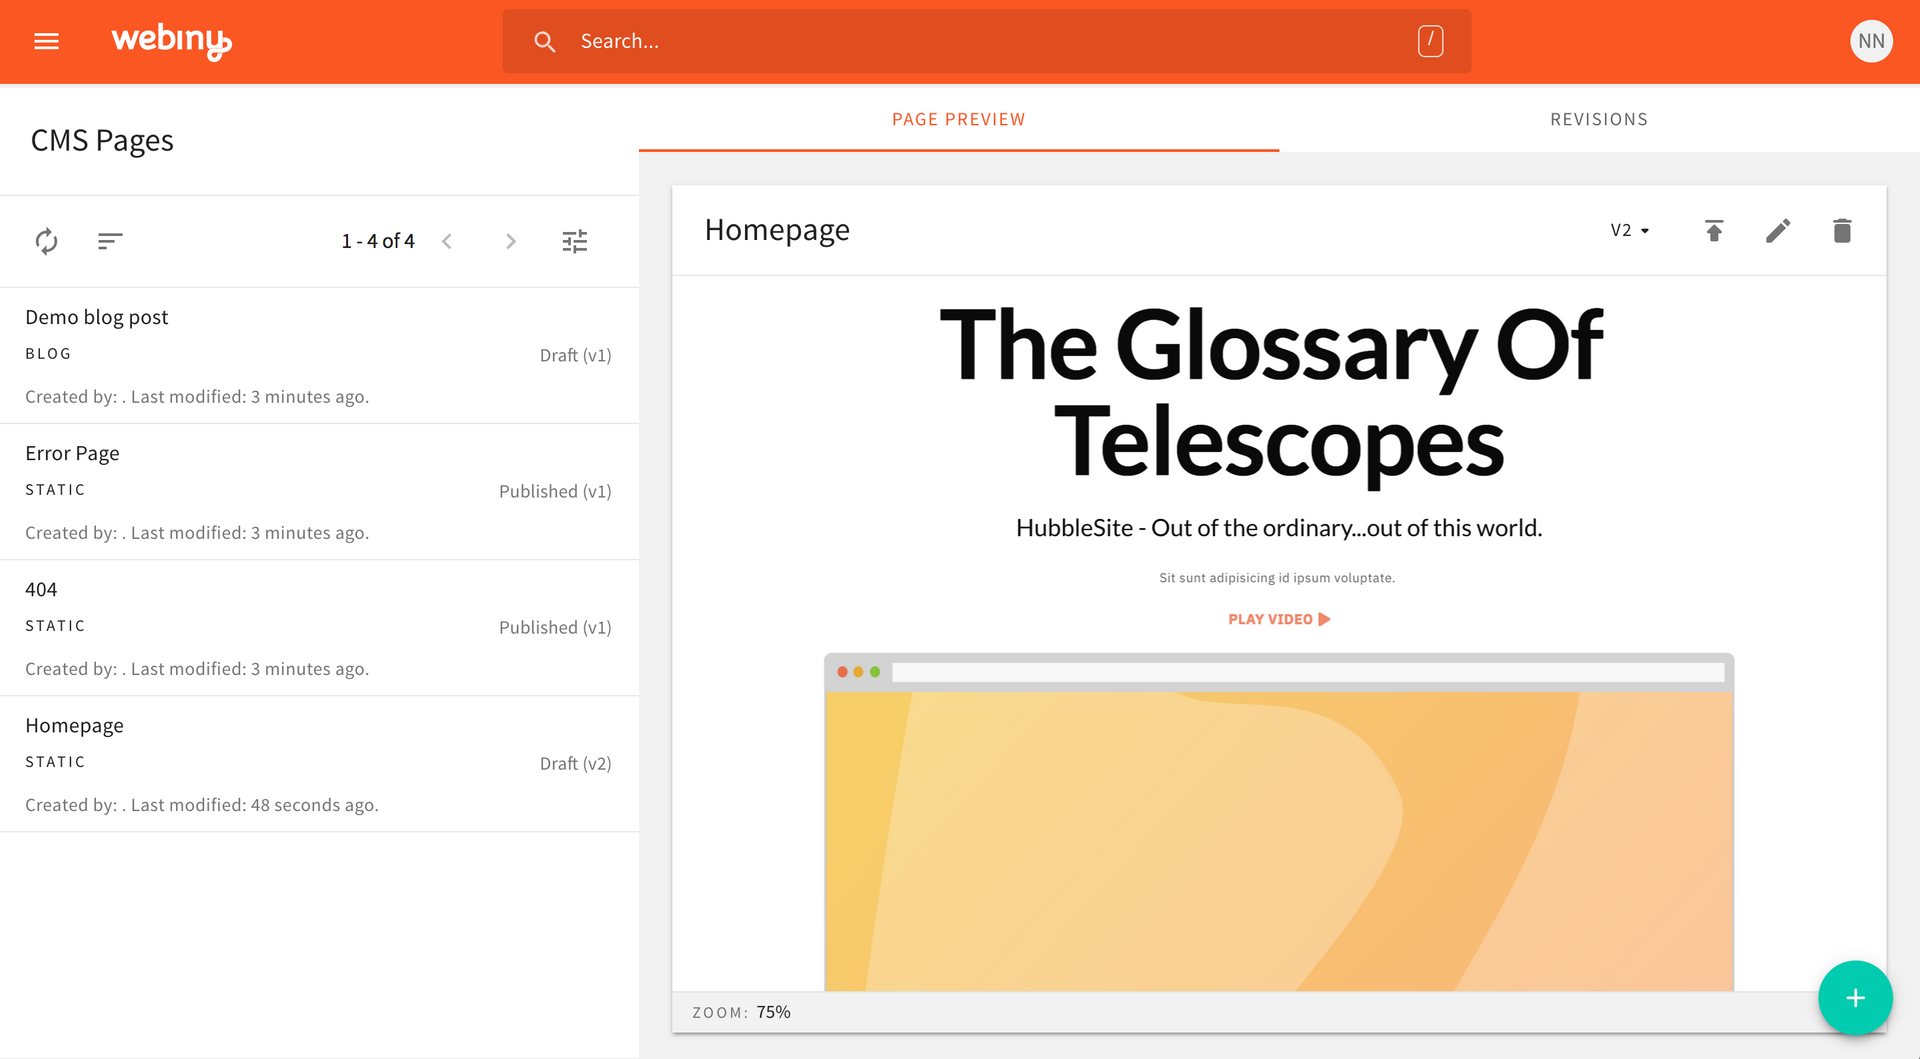 webiny
Search...
/
NN
CMS Pages
1 - 4 of 4
Demo blog post
BLOG
Draft (v1)
Created by: . Last modified: 3 minutes ago.
Error Page
STATIC
Published (v1)
Created by: . Last modified: 3 minutes ago.
404
STATIC
Published (v1)
Created by: . Last modified: 3 minutes ago.
Homepage
STATIC
Draft (v2)
Created by: . Last modified: 48 seconds ago.
PAGE PREVIEW
REVISIONS
Homepage
V2
The Glossary Of
Telescopes
HubbleSite - Out of the ordinary...out of this world.
Sit sunt adipisicing id ipsum voluptate.
PLAY VIDEO
ZOOM: 75%